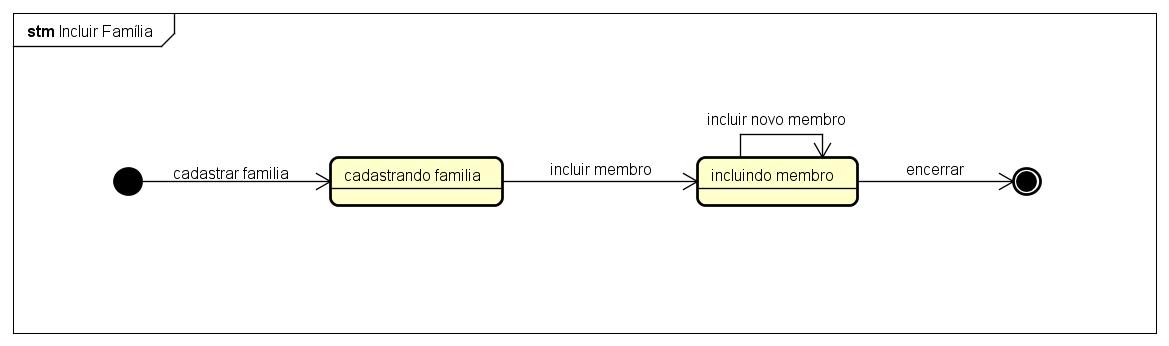 stm Incluir Família
incluir novo membro
cadastrar familia
cadastrando familia
incluir membro
incluindo membro
encerrar